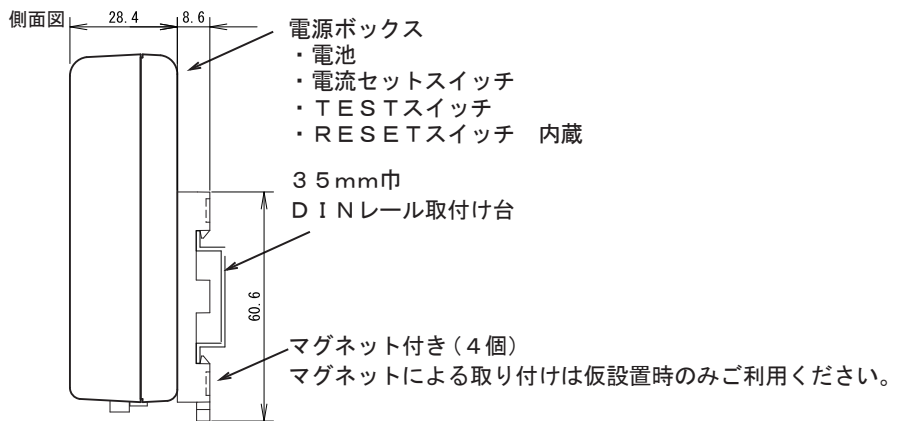 側面図
28.4
8.6
電源ボックス
・電池
・電流セットスイッチ
・ＴＥＳＴスイッチ
・ＲＥＳＥＴスイッチ　内蔵
３５mm巾
ＤＩＮレール取付け台
60.6
マグネット付き（４個）
マグネットによる取り付けは仮設置時のみご利用ください。